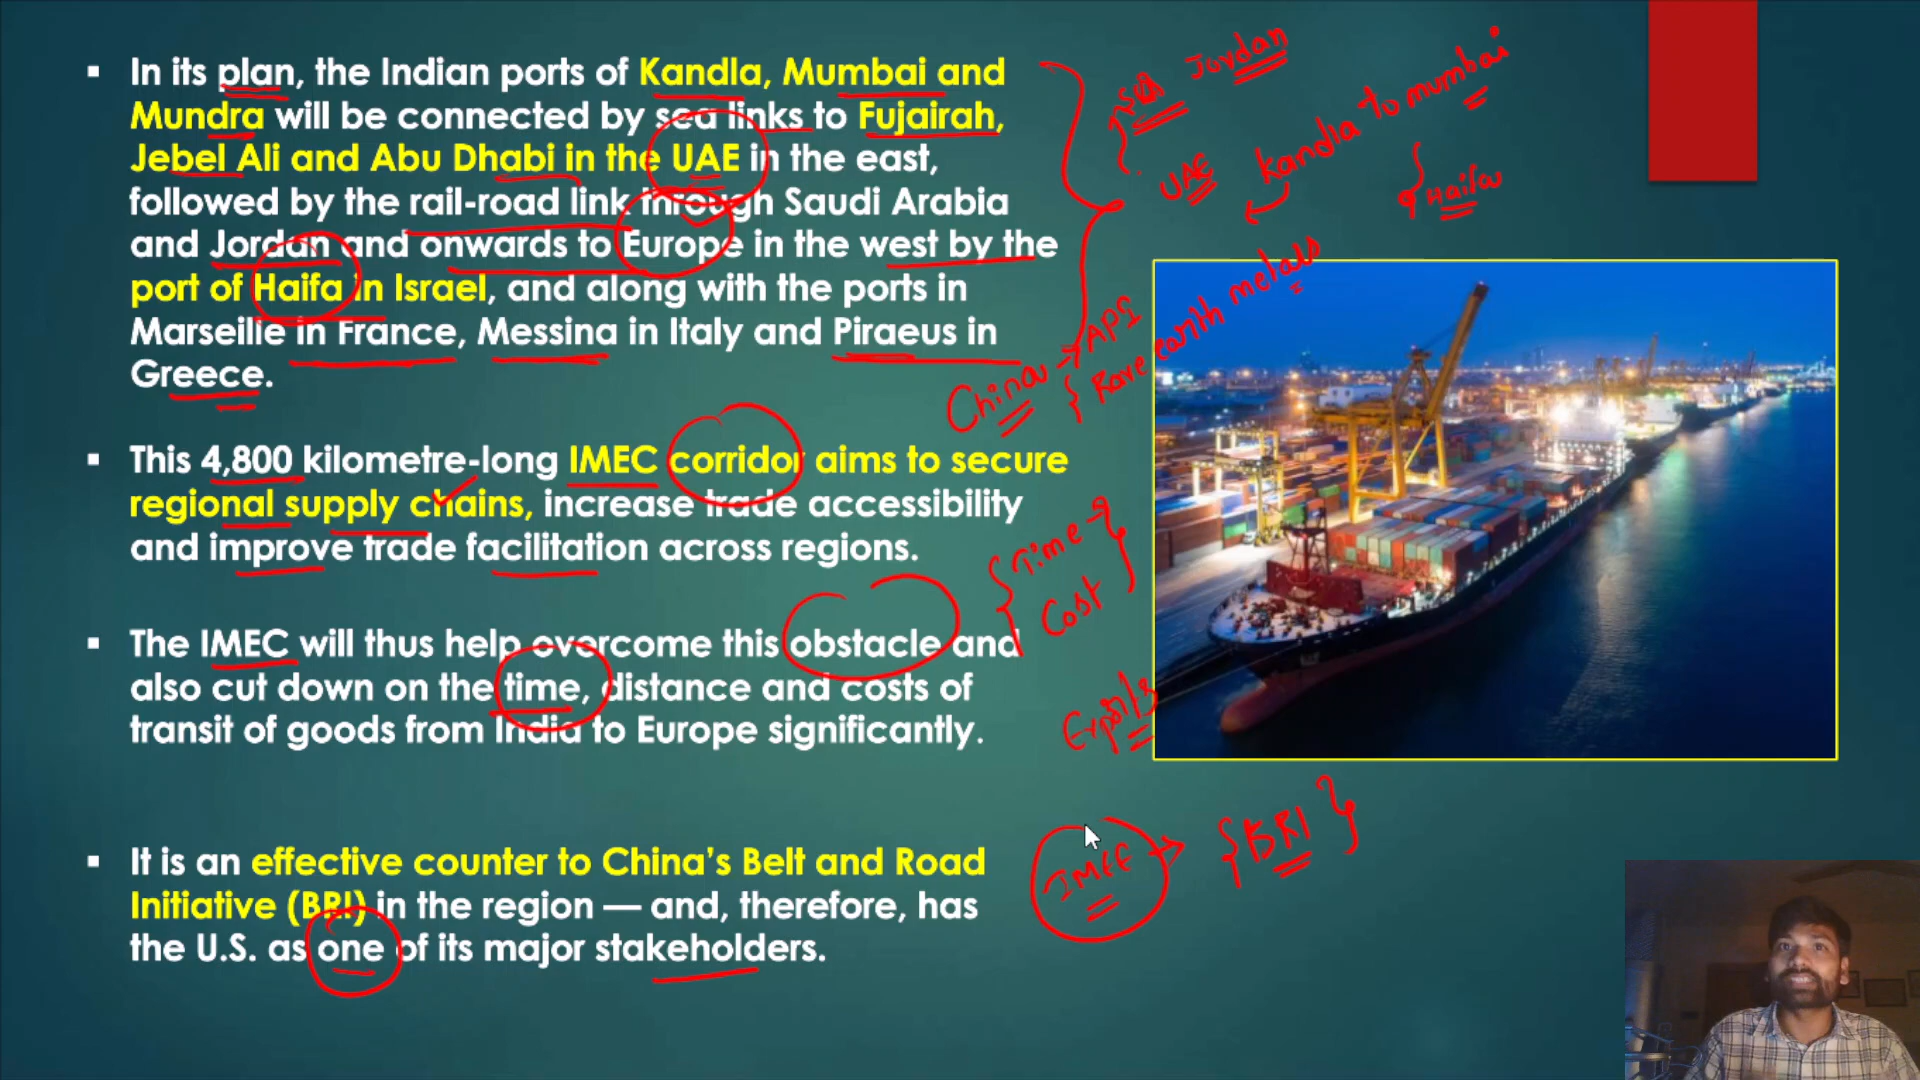 ▪ In its plan, the Indian ports of Kandla, Mumbai and
Mundra will be connected by sea links to Fujairah,
Jebel Ali and Abu Dhabi in the UAE in the east,
followed by the rail-road link through Saudi Arabia
and Jordan and onwards to Europe in the west by the
port of Haifa in Israel, and along with the ports in
Marseille in France, Messina in Italy and Piraeus in
Greece.
▪ This 4,800 kilometre-long IMEC corridor aims to secure
regional supply chains, increase trade accessibility
and improve trade facilitation across regions.
▪ The IMEC will thus help overcome this obstacle and
also cut down on the time, distance and costs of
transit of goods from India to Europe significantly.
▪ It is an effective counter to China's Belt and Road
Initiative (BRI) in the region — and, therefore, has
the U.S. as one of its major stakeholders.
Jordan
UAE
Kandla to mumbai
Haifa
China → API
Rare earth metals
Time
Cost
Exports
IMEC → {BRI}